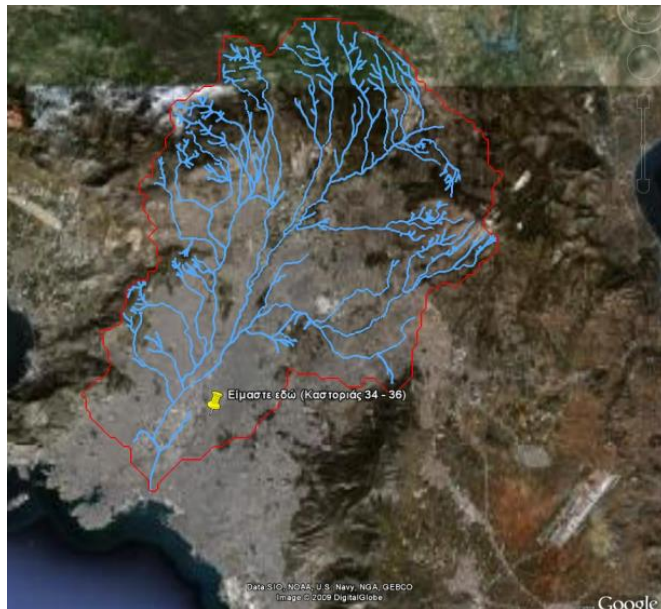 Είμαστε εδώ (Καστοριάς 34 - 36)
Data SIO, NOAA, U.S. Navy, NGA, GEBCO
Image © 2009 DigitalGlobe
Google